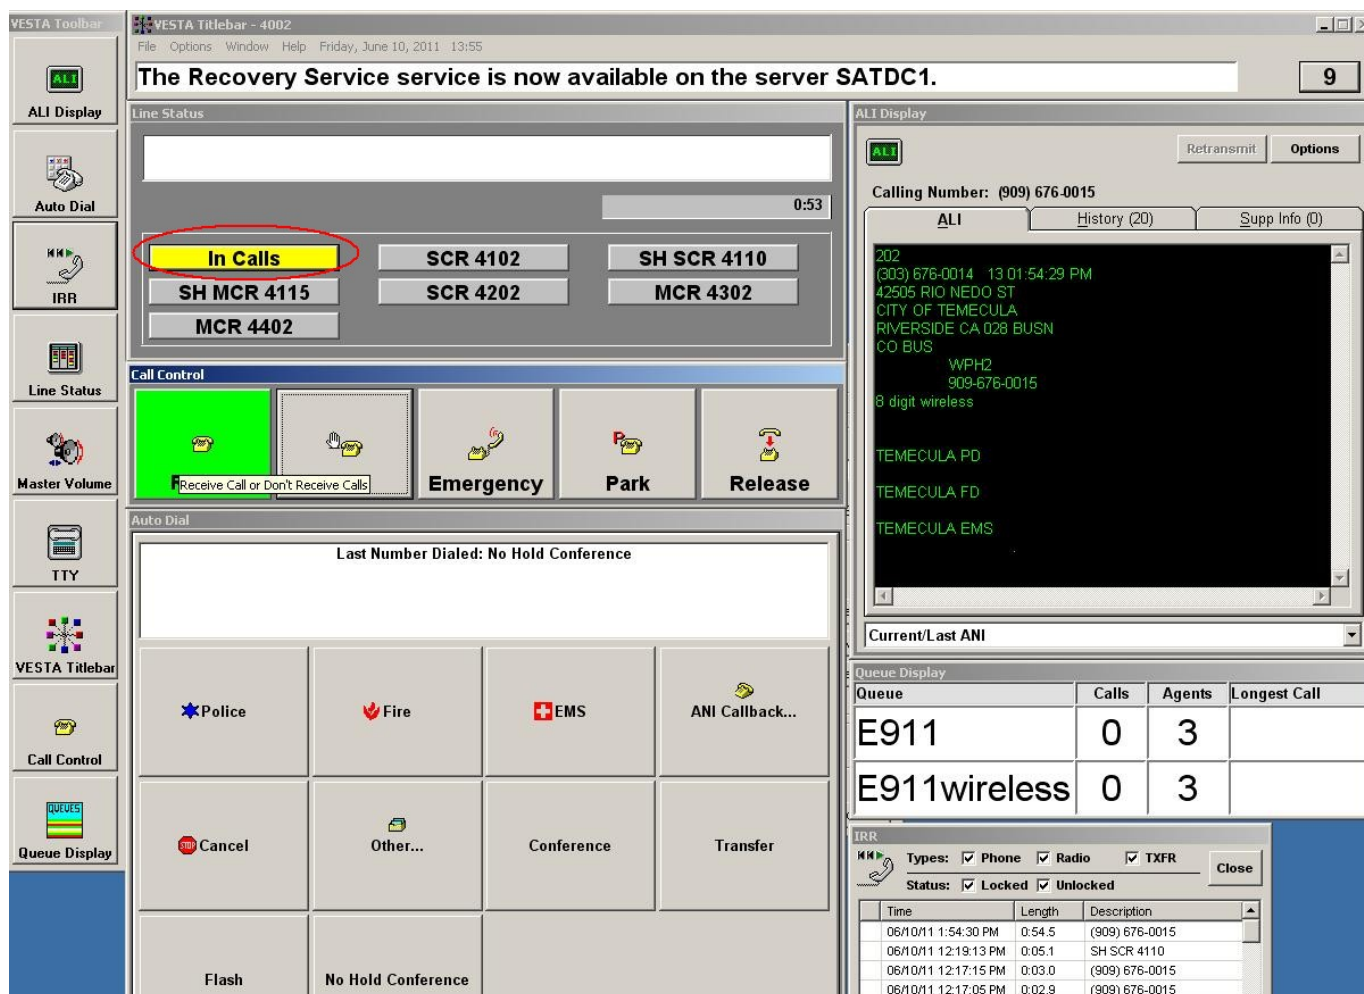 VESTA Toolbar
ALI
ALI Display
Auto Dial
IRR
Line Status
Master Volume
TTY
VESTA Titlebar
Call Control
QUEUES
Queue Display
VESTA Titlebar - 4002
File Options Window Help Friday, June 10, 2011 13:55
The Recovery Service service is now available on the server SATDC1.
9
Line Status
0:53
In Calls SCR 4102 SH SCR 4110
SH MCR 4115 SCR 4202 MCR 4302
MCR 4402
Call Control
Receive Call or Don't Receive Calls
Emergency
P
Park
Release
Auto Dial
Last Number Dialed: No Hold Conference
Police Fire EMS ANI Callback...
STOP Cancel Other... Conference Transfer
Flash No Hold Conference
ALI Display
ALI Retransmit Options
Calling Number: (909) 676-0015
ALI History (20) Supp Info (0)
202
(303) 676-0014 13 01:54:29 PM
42505 RIO NEDO ST
CITY OF TEMECULA
RIVERSIDE CA 028 BUSN
CO BUS
WPH2
909-676-0015
8 digit wireless
TEMECULA PD
TEMECULA FD
TEMECULA EMS
Current/Last ANI
Queue Display
Queue Calls Agents Longest Call
E911 0 3
E911wireless 0 3
IRR
Types: Phone Radio TXFR Close
Status: Locked Unlocked
Time Length Description
06/10/11 1:54:30 PM 0:54.5 (909) 676-0015
06/10/11 12:19:13 PM 0:05.1 SH SCR 4110
06/10/11 12:17:15 PM 0:03.0 (909) 676-0015
06/10/11 12:17:05 PM 0:02.9 (909) 676-0015